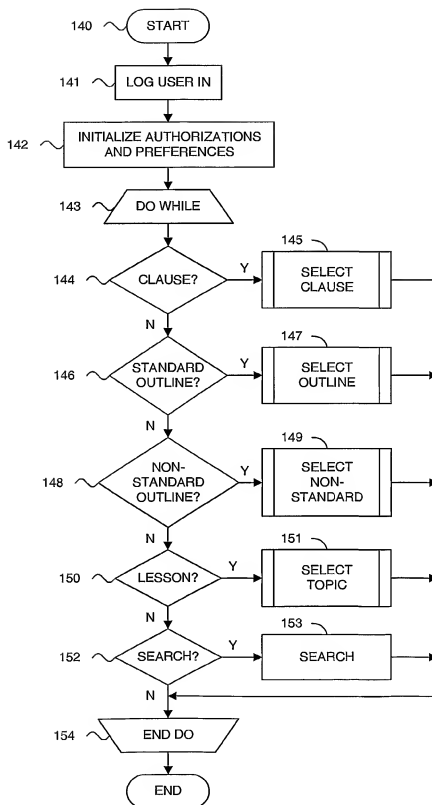 140 START
141 LOG USER IN
142 INITIALIZE AUTHORIZATIONS
AND PREFERENCES
143 DO WHILE
145
144 CLAUSE? Y SELECT
CLAUSE
N
147
146 STANDARD
OUTLINE? Y SELECT
OUTLINE
N
149
148 NON-
STANDARD
OUTLINE? Y SELECT
NON-
STANDARD
N
151
150 LESSON? Y SELECT
TOPIC
N
153
152 SEARCH? Y SEARCH
N
154 END DO
END